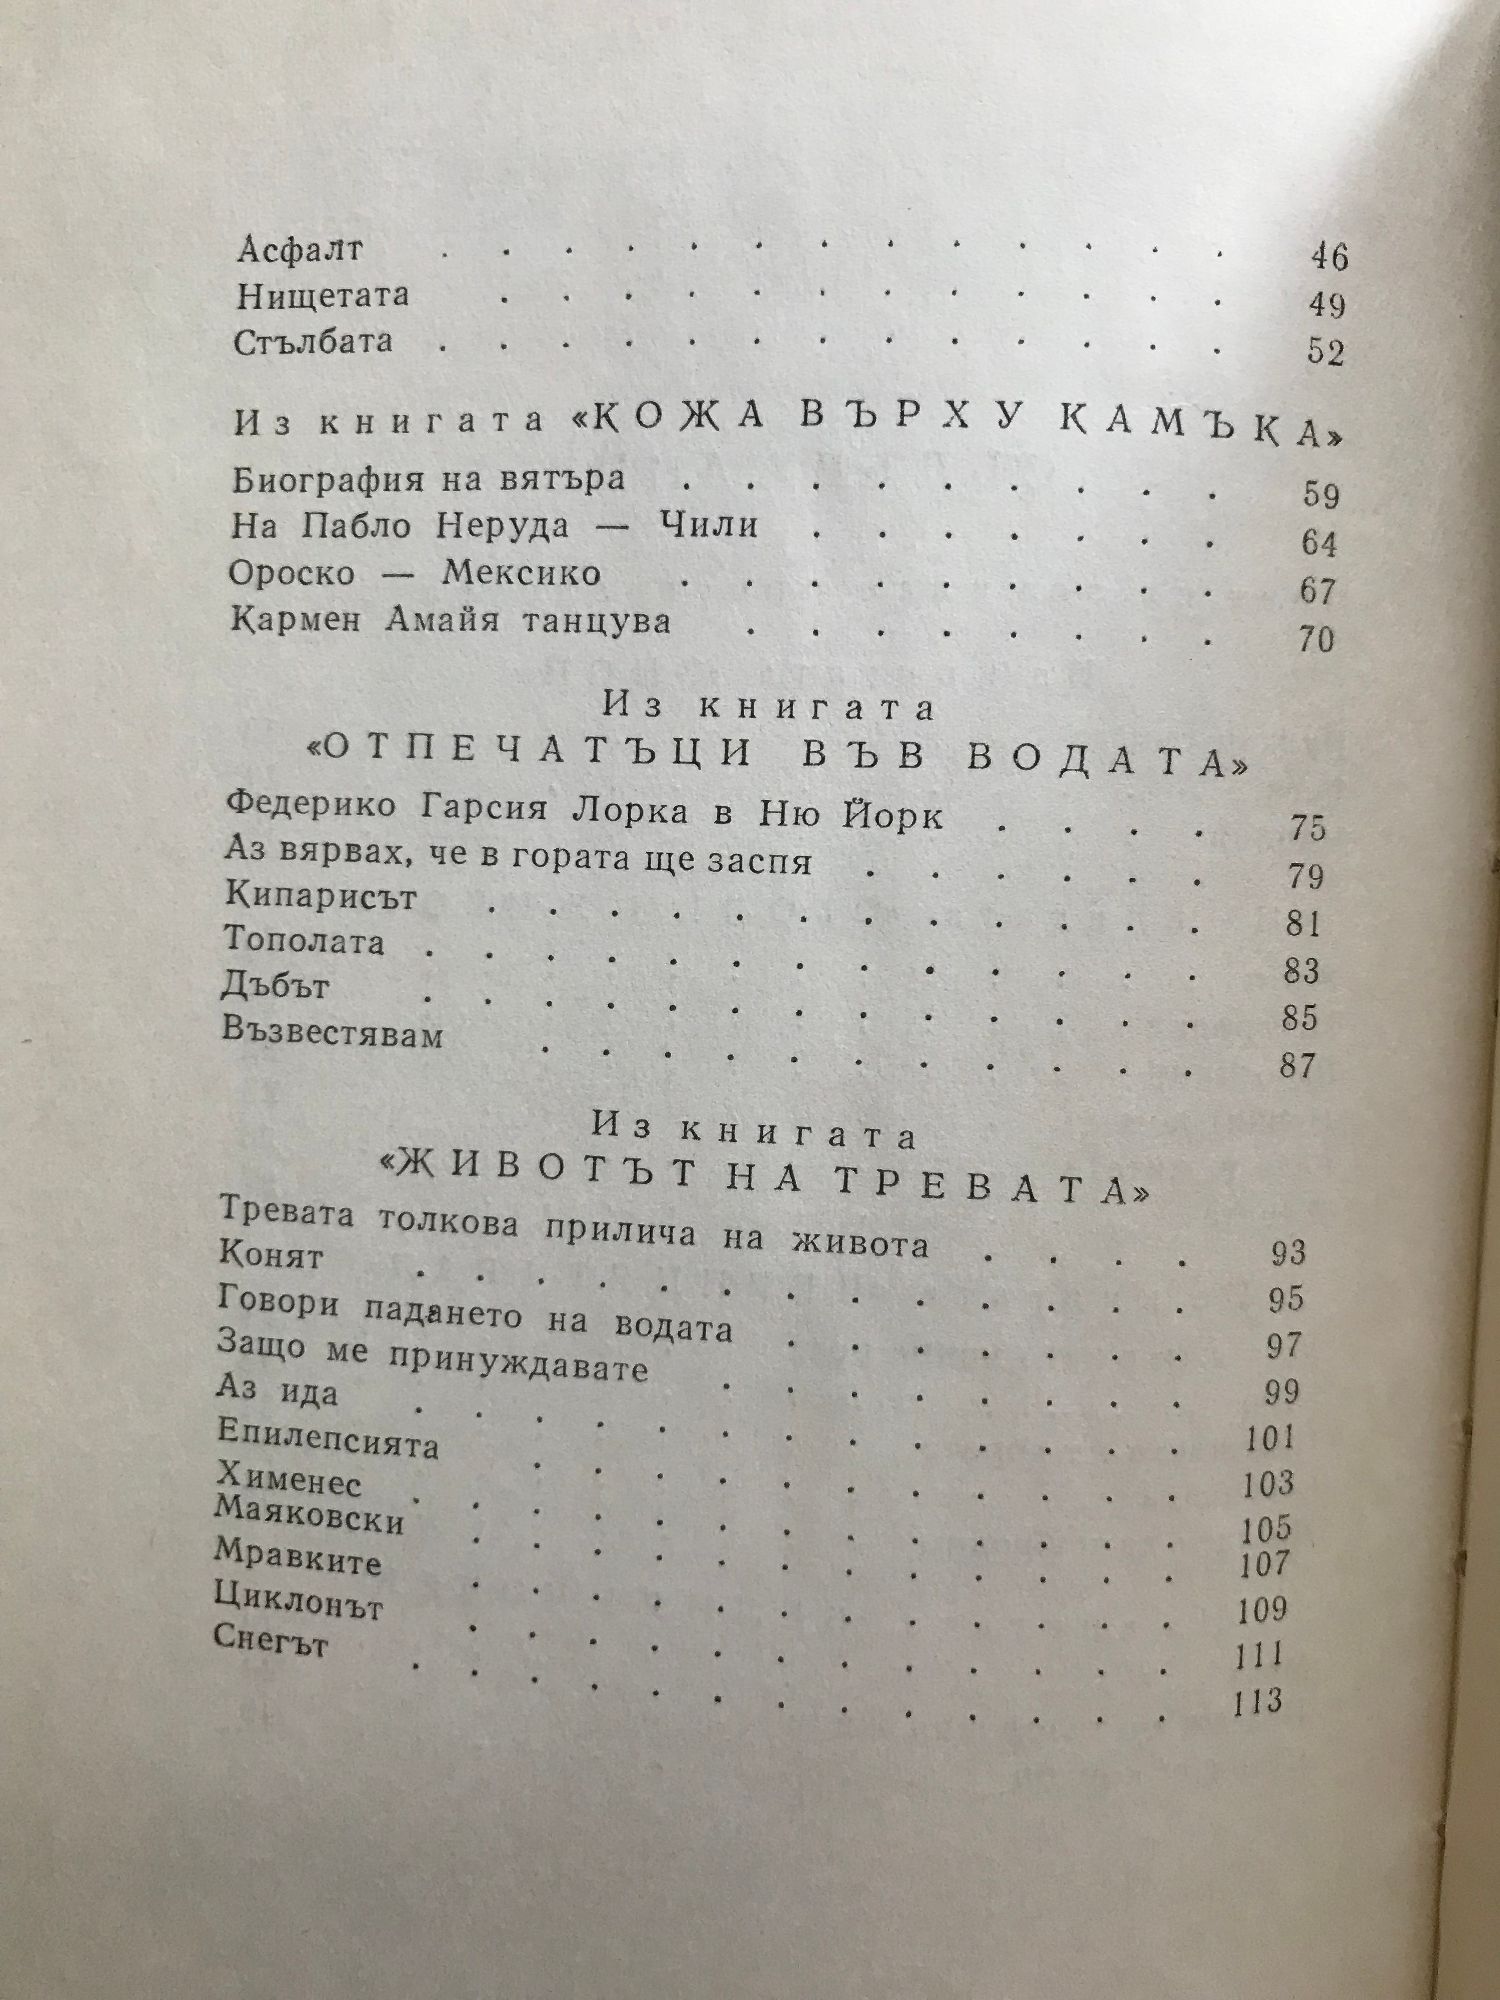 Асфалт . . . . . . . . . . . . . 46
Нищетата . . . . . . . . . . . . 49
Стълбата . . . . . . . . . . . . . 52
Из книгата «КОЖА ВЪРХУ КАМЪКА»
Биография на вятъра . . . . . . . . . 59
На Пабло Неруда — Чили . . . . . . . 64
Ороско — Мексико . . . . . . . . . 67
Кармен Амайя танцува . . . . . . . . 70
Из книгата
«ОТПЕЧАТЪЦИ ВЪВ ВОДАТА»
Федерико Гарсия Лорка в Ню Йорк . . . . 75
Аз вярвах, че в гората ще заспя . . . . . . 79
Кипарисът . . . . . . . . . . . . 81
Тополата . . . . . . . . . . . . . 83
Дъбът . . . . . . . . . . . . . 85
Възвестявам . . . . . . . . . . . 87
Из книгата
«ЖИВОТЪТ НА ТРЕВАТА»
Тревата толкова прилича на живота . . . . 93
Конят . . . . . . . . . . . . . 95
Говори падането на водата . . . . . . . 97
Защо ме принуждавате . . . . . . . . 99
Аз ида . . . . . . . . . . . . . 101
Епилепсията . . . . . . . . . . . 103
Хименес . . . . . . . . . . . . . 105
Маяковски . . . . . . . . . . . . 107
Мравките . . . . . . . . . . . . 109
Циклонът . . . . . . . . . . . . 111
Снегът . . . . . . . . . . . . . 113